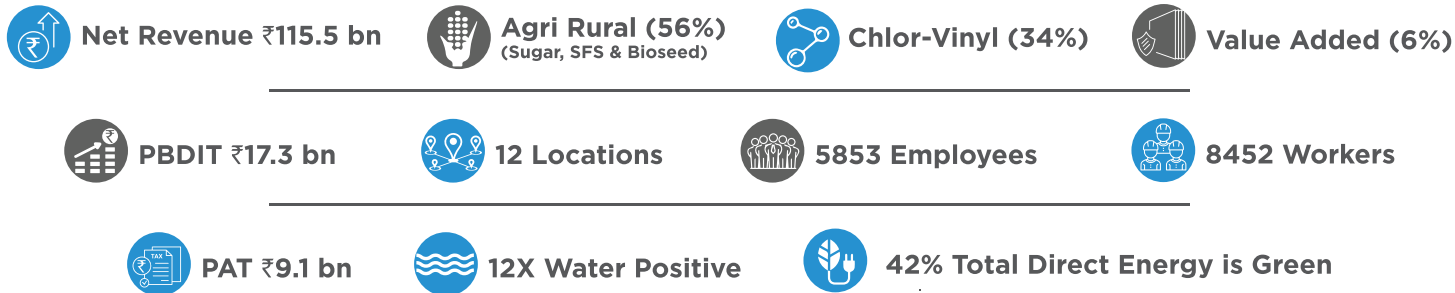 Net Revenue ₹115.5 bn
Agri Rural (56%)
(Sugar, SFS & Bioseed)
Chlor-Vinyl (34%)
Value Added (6%)
PBDIT ₹17.3 bn
12 Locations
5853 Employees
8452 Workers
TAX
PAT ₹9.1 bn
12X Water Positive
42% Total Direct Energy is Green